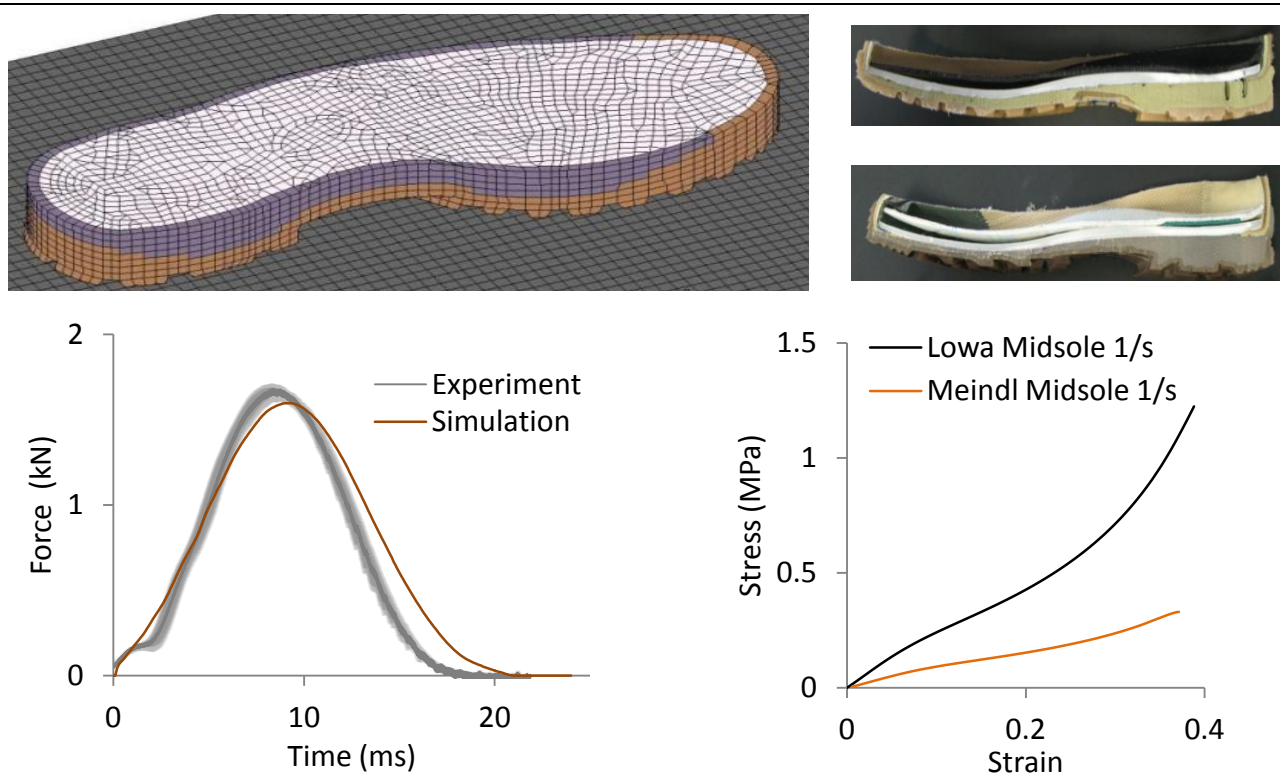 2
1
0
Force (kN)
Experiment
Simulation
0
10
20
Time (ms)
1.5
1
0.5
0
Stress (MPa)
Lowa Midsole 1/s
Meindl Midsole 1/s
0
0.2
0.4
Strain